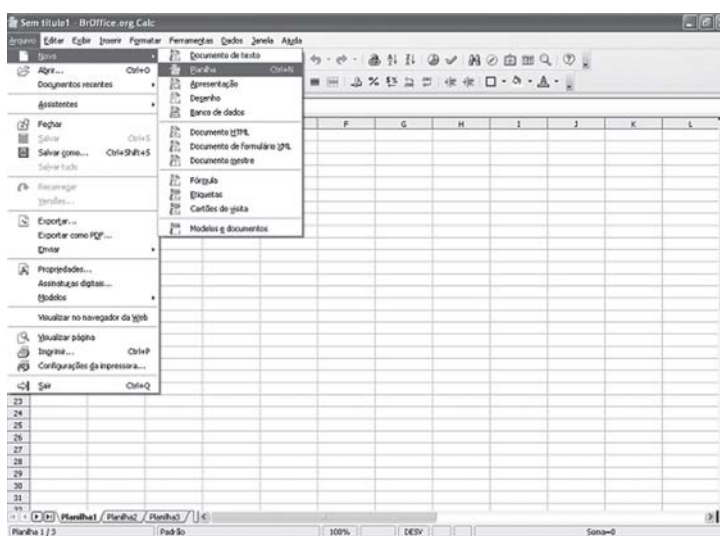 Sem título1 - BrOffice.org Calc
Arquivo Editar Exibir Inserir Formatar Ferramentas Dados Janela Ajuda
Novo
Abrir... Ctrl+O
Documentos recentes
Assistentes
Fechar
Salvar Ctrl+S
Salvar como... Ctrl+Shift+S
Salvar tudo
Recarregar
Versões...
Exportar...
Exportar como PDF...
Enviar
Propriedades...
Assinaturas digitais...
Modelos
Visualizar no navegador da Web
Visualizar página
Imprimir... Ctrl+P
Configurações da impressora...
Sair Ctrl+Q
Documento de texto
Planilha Ctrl+N
Apresentação
Desenho
Banco de dados
Documento HTML
Documento de formulário XML
Documento mestre
Fórmula
Etiquetas
Cartões de visita
Modelos e documentos
F G H I J K L
23
24
25
26
27
28
29
30
31
32
Planilha1 Planilha2 Planilha3
Planilha 1 / 3 Padrão 100% DESV Soma=0